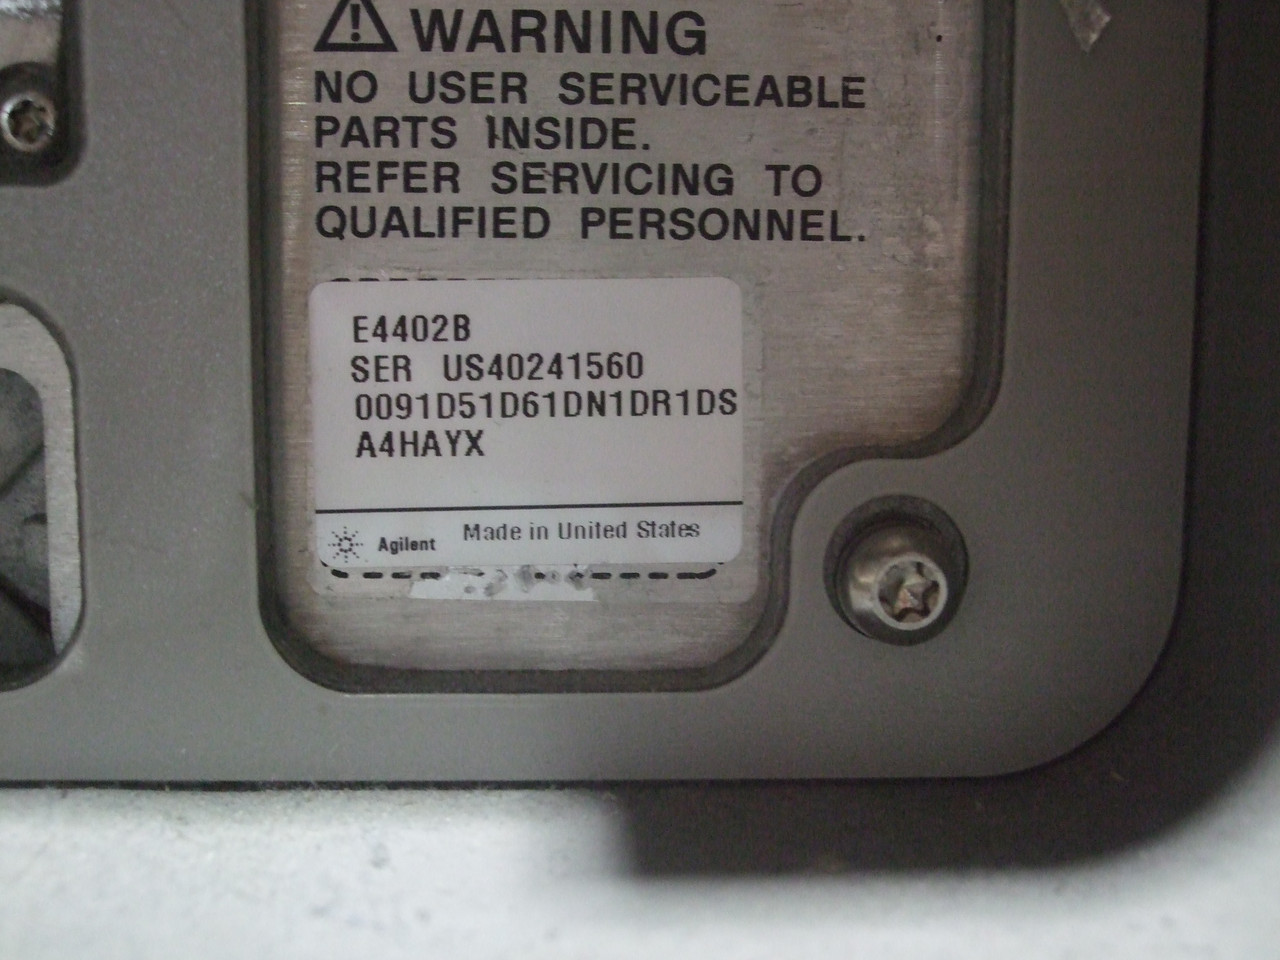 WARNING
NO USER SERVICEABLE
PARTS INSIDE.
REFER SERVICING TO
QUALIFIED PERSONNEL.
E4402B
SER US40241560
0091D51D61DN1DR1DS
A4HAYX
Agilent Made in United States